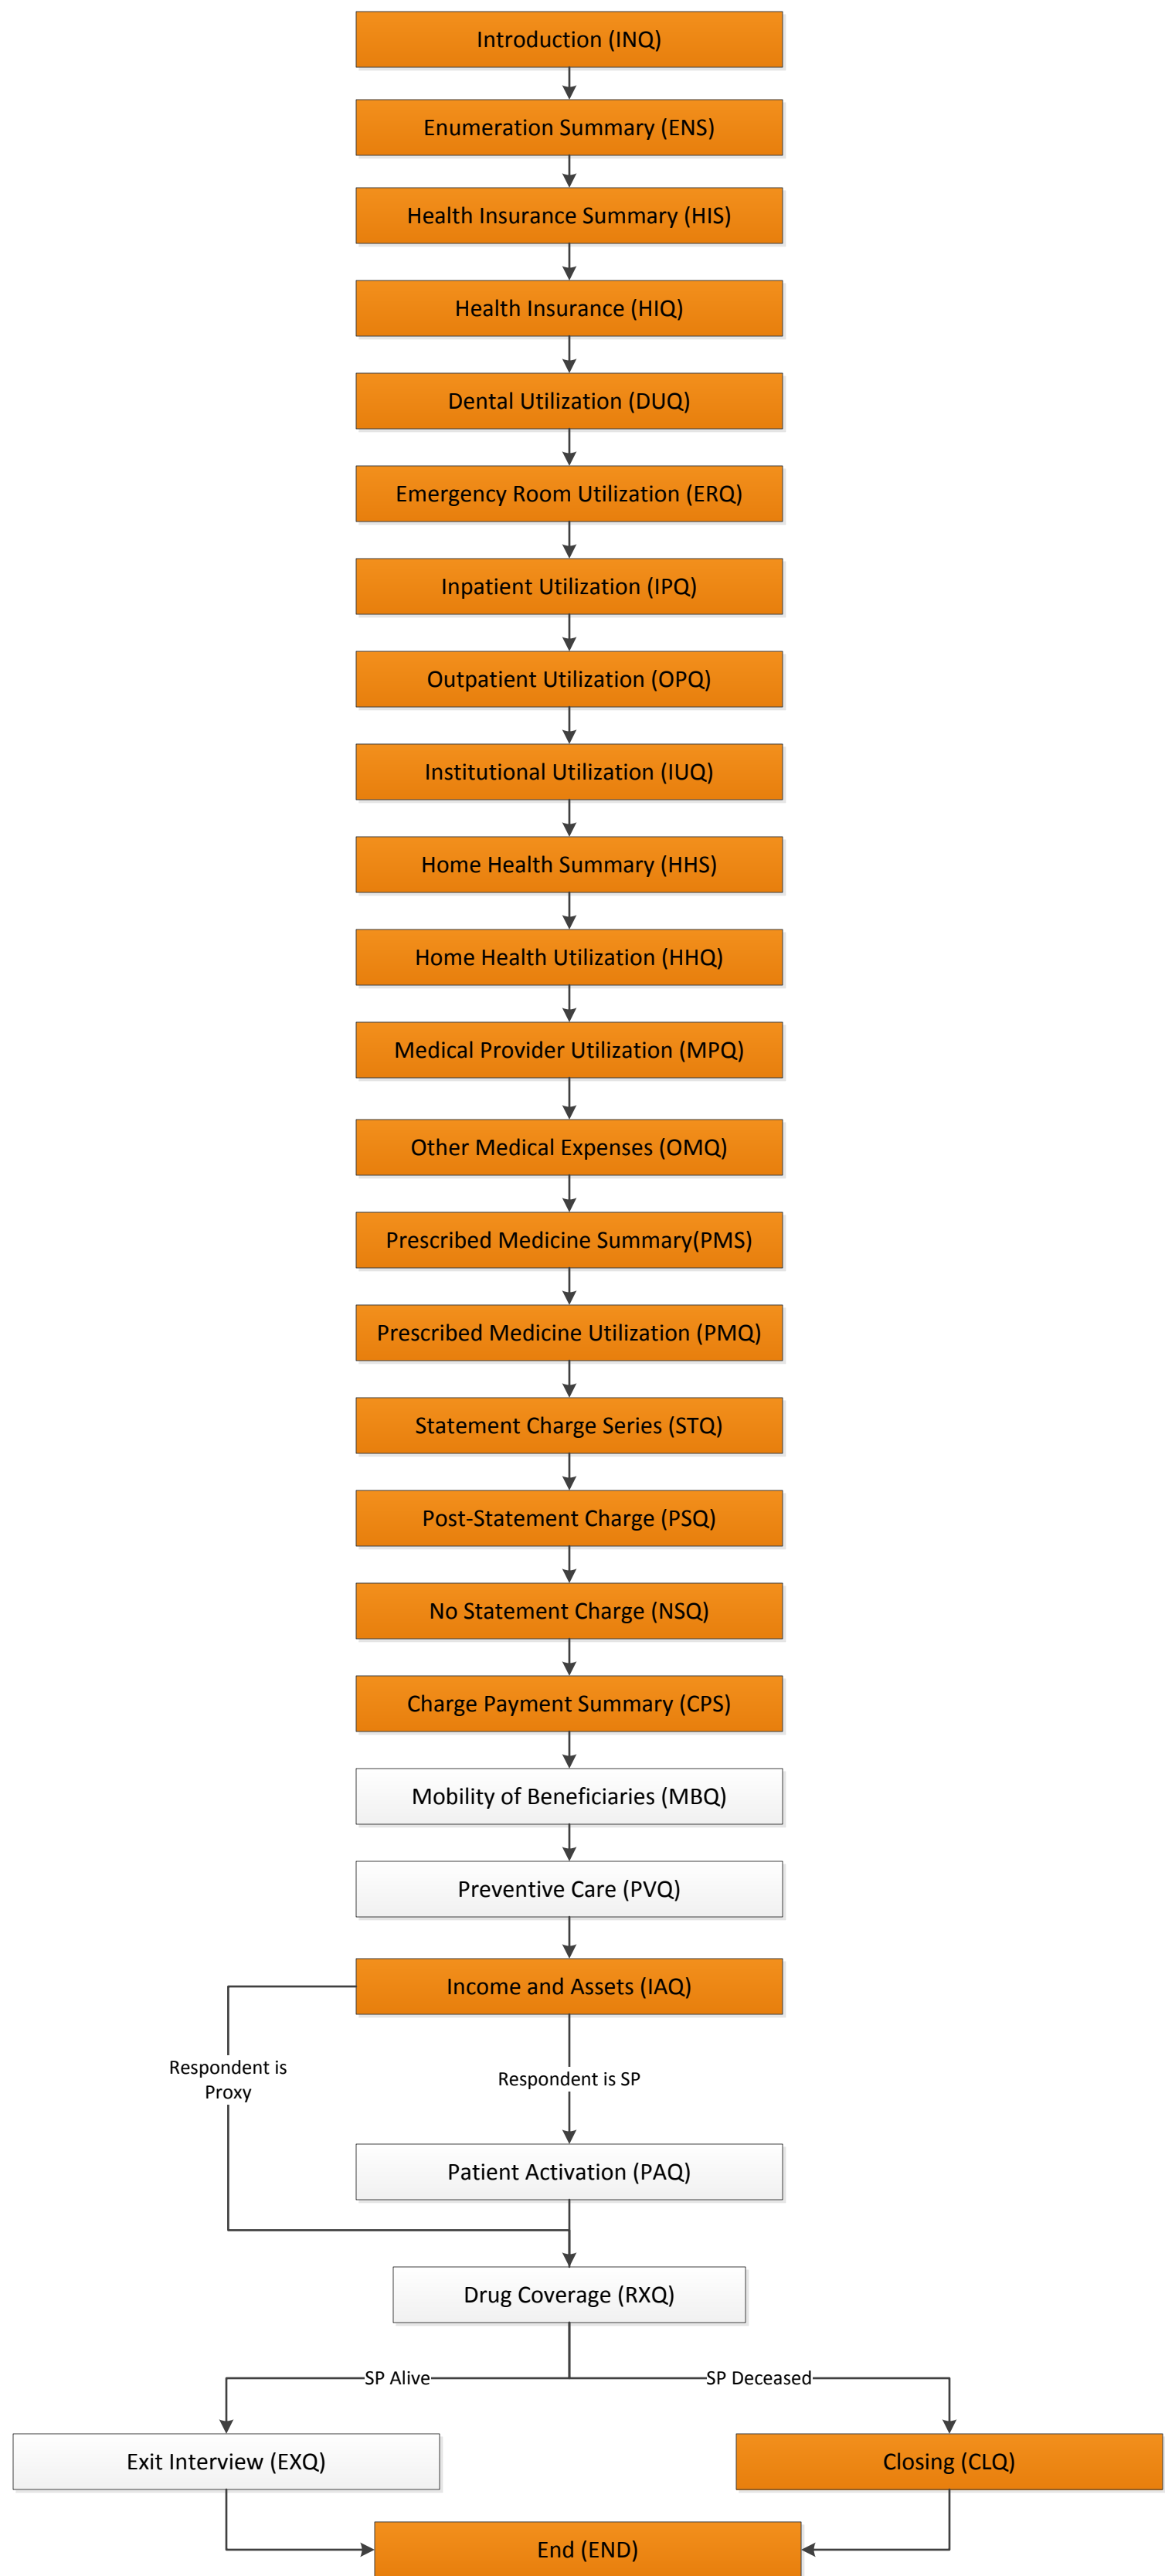 Introduction (INQ)
Enumeration Summary (ENS)
Health Insurance Summary (HIS)
Health Insurance (HIQ)
Dental Utilization (DUQ)
Emergency Room Utilization (ERQ)
Inpatient Utilization (IPQ)
Outpatient Utilization (OPQ)
Institutional Utilization (IUQ)
Home Health Summary (HHS)
Home Health Utilization (HHQ)
Medical Provider Utilization (MPQ)
Other Medical Expenses (OMQ)
Prescribed Medicine Summary(PMS)
Prescribed Medicine Utilization (PMQ)
Statement Charge Series (STQ)
Post-Statement Charge (PSQ)
No Statement Charge (NSQ)
Charge Payment Summary (CPS)
Mobility of Beneficiaries (MBQ)
Preventive Care (PVQ)
Income and Assets (IAQ)
Respondent is
Proxy
Respondent is SP
Patient Activation (PAQ)
Drug Coverage (RXQ)
SP Alive
SP Deceased
Exit Interview (EXQ)
Closing (CLQ)
End (END)